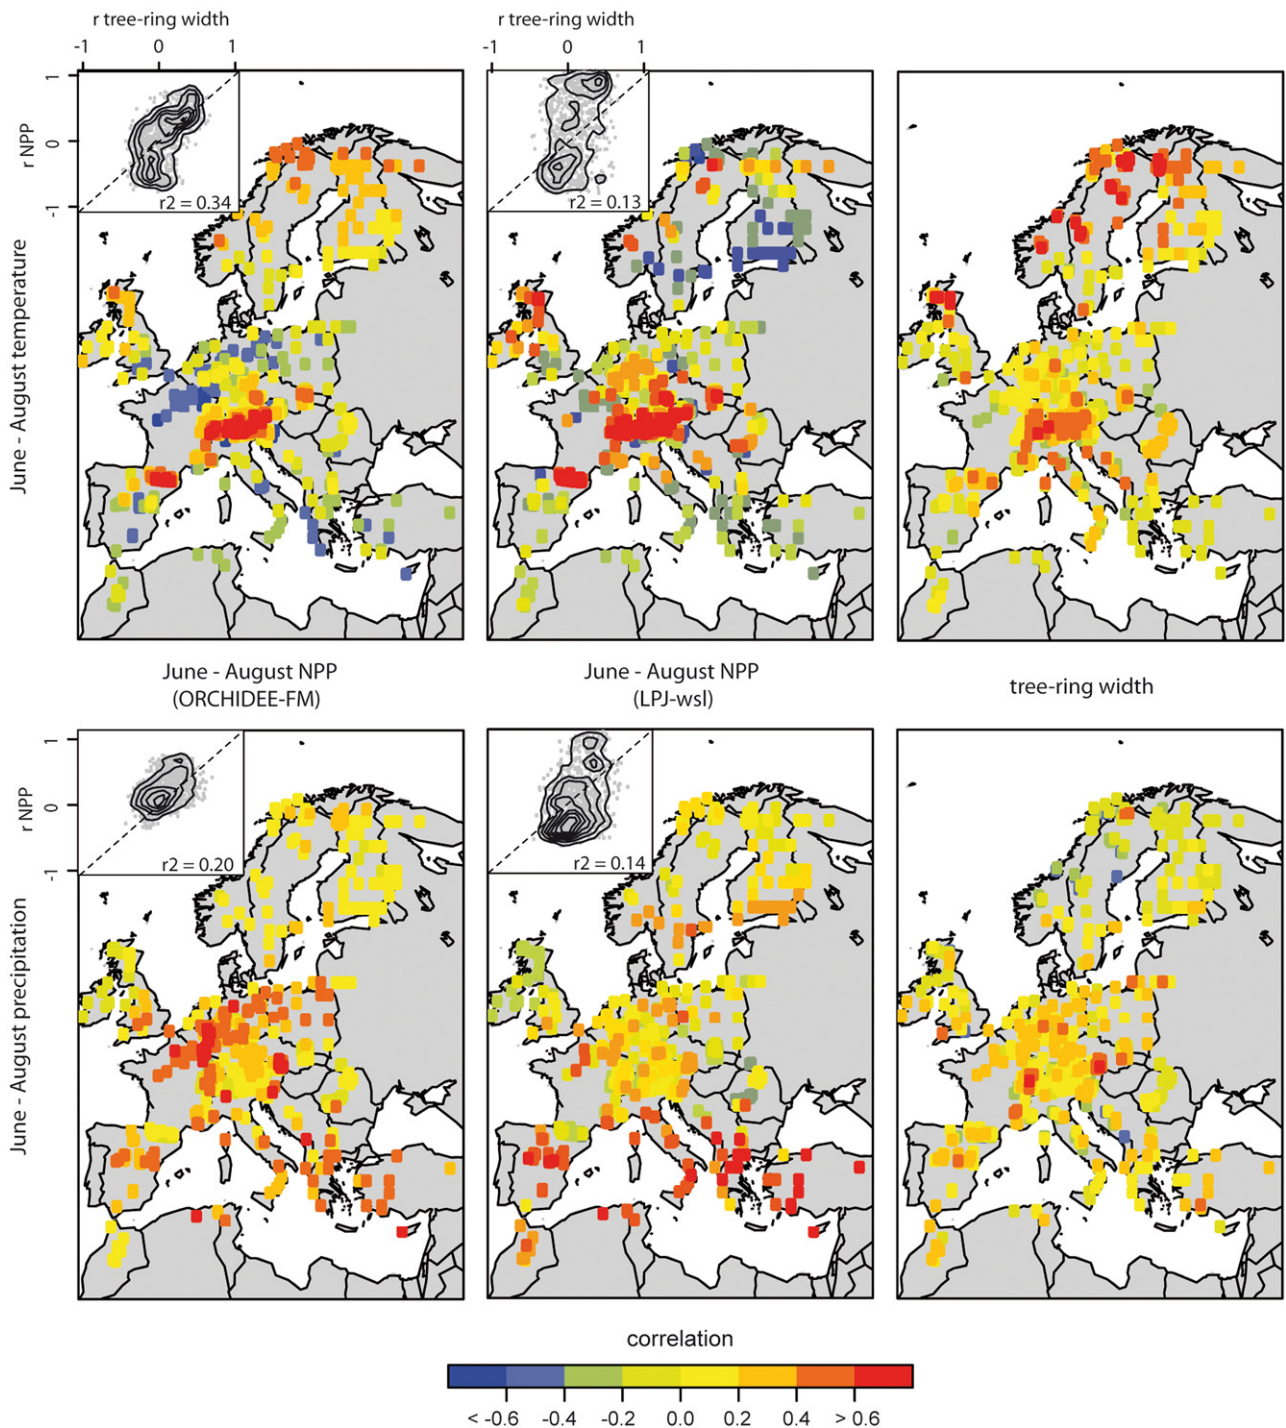 r tree-ring width
r tree-ring width
-1 0 1
-1 0 1
1
0
-1
r NPP
r2 = 0.34
r2 = 0.13
June - August temperature
June - August NPP
(ORCHIDEE-FM)
June - August NPP
(LPJ-wsl)
tree-ring width
1
0
-1
r NPP
r2 = 0.20
r2 = 0.14
June - August precipitation
correlation
< -0.6 -0.4 -0.2 0.0 0.2 0.4 > 0.6